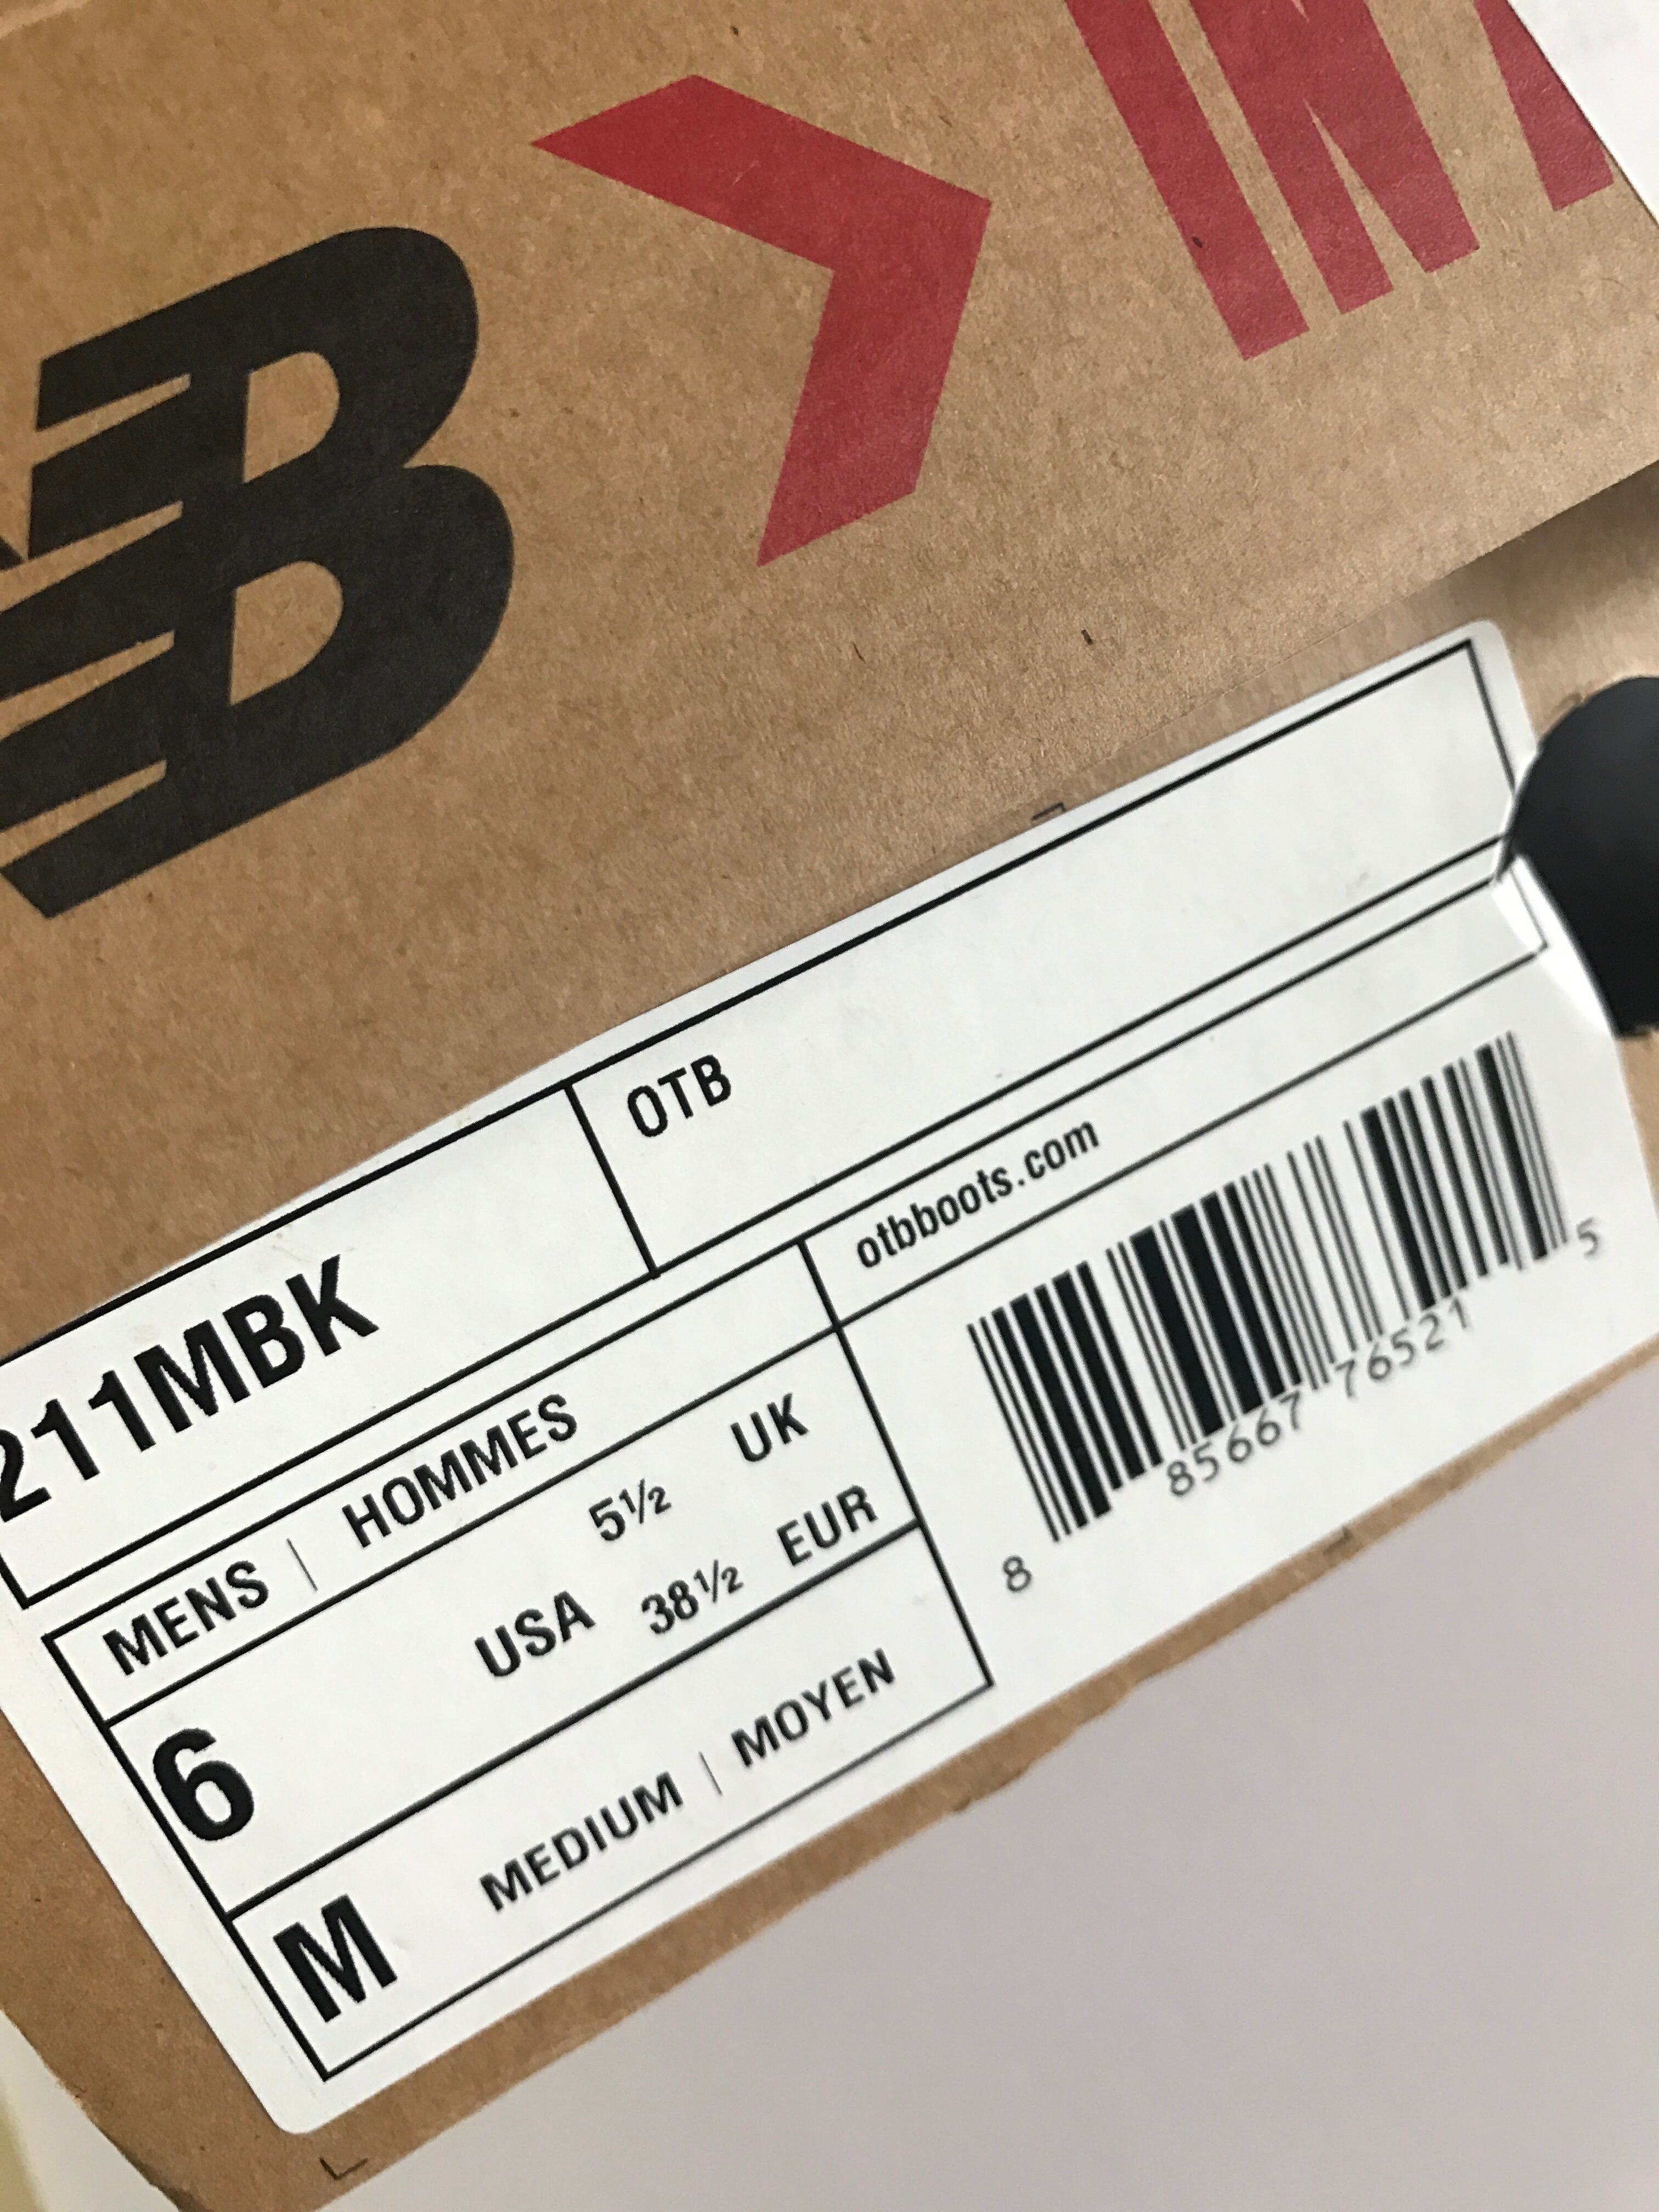 211MBK
OTB
MENS | HOMMES
otbboots.com
6 USA 5½ UK
38½ EUR
M MEDIUM | MOYEN
8 85667 76521 5